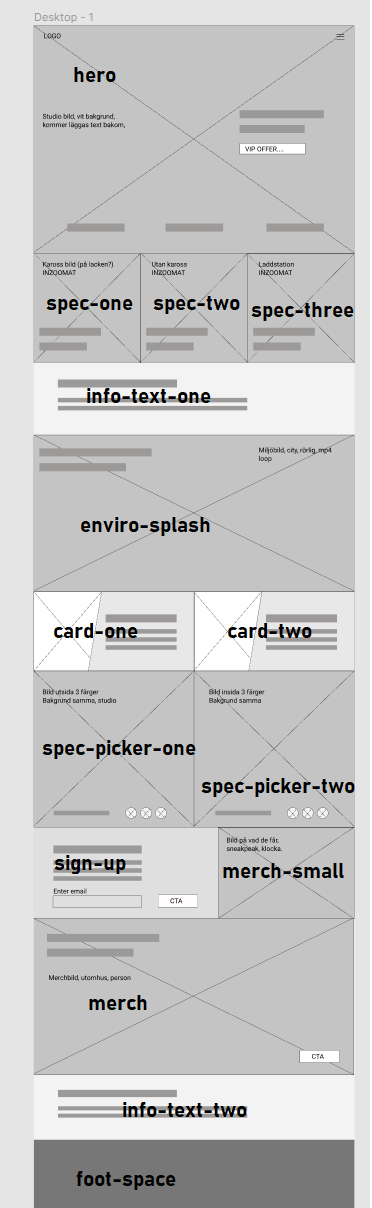 Desktop - 1
LOGO
hero
Studio bild, vit bakgrund,
kommer läggas text bakom,
VIP OFFER...
Kaross bild (på lacken?)
INZOOMAT
Utan kaross
INZOOMAT
Laddstation
INZOOMAT
spec-one
spec-two
spec-three
info-text-one
Miljöbild, city, rörlig, mp4
loop
enviro-splash
card-one
card-two
Bild utsida 3 färger
Bakgrund samma, studio
Bild insida 3 färger
Bakgrund samma
spec-picker-one
spec-picker-two
sign-up
Enter email
CTA
Bild på vad de får,
sneakpeak, klocka.
merch-small
Merchbild, utomhus, person
merch
CTA
info-text-two
foot-space